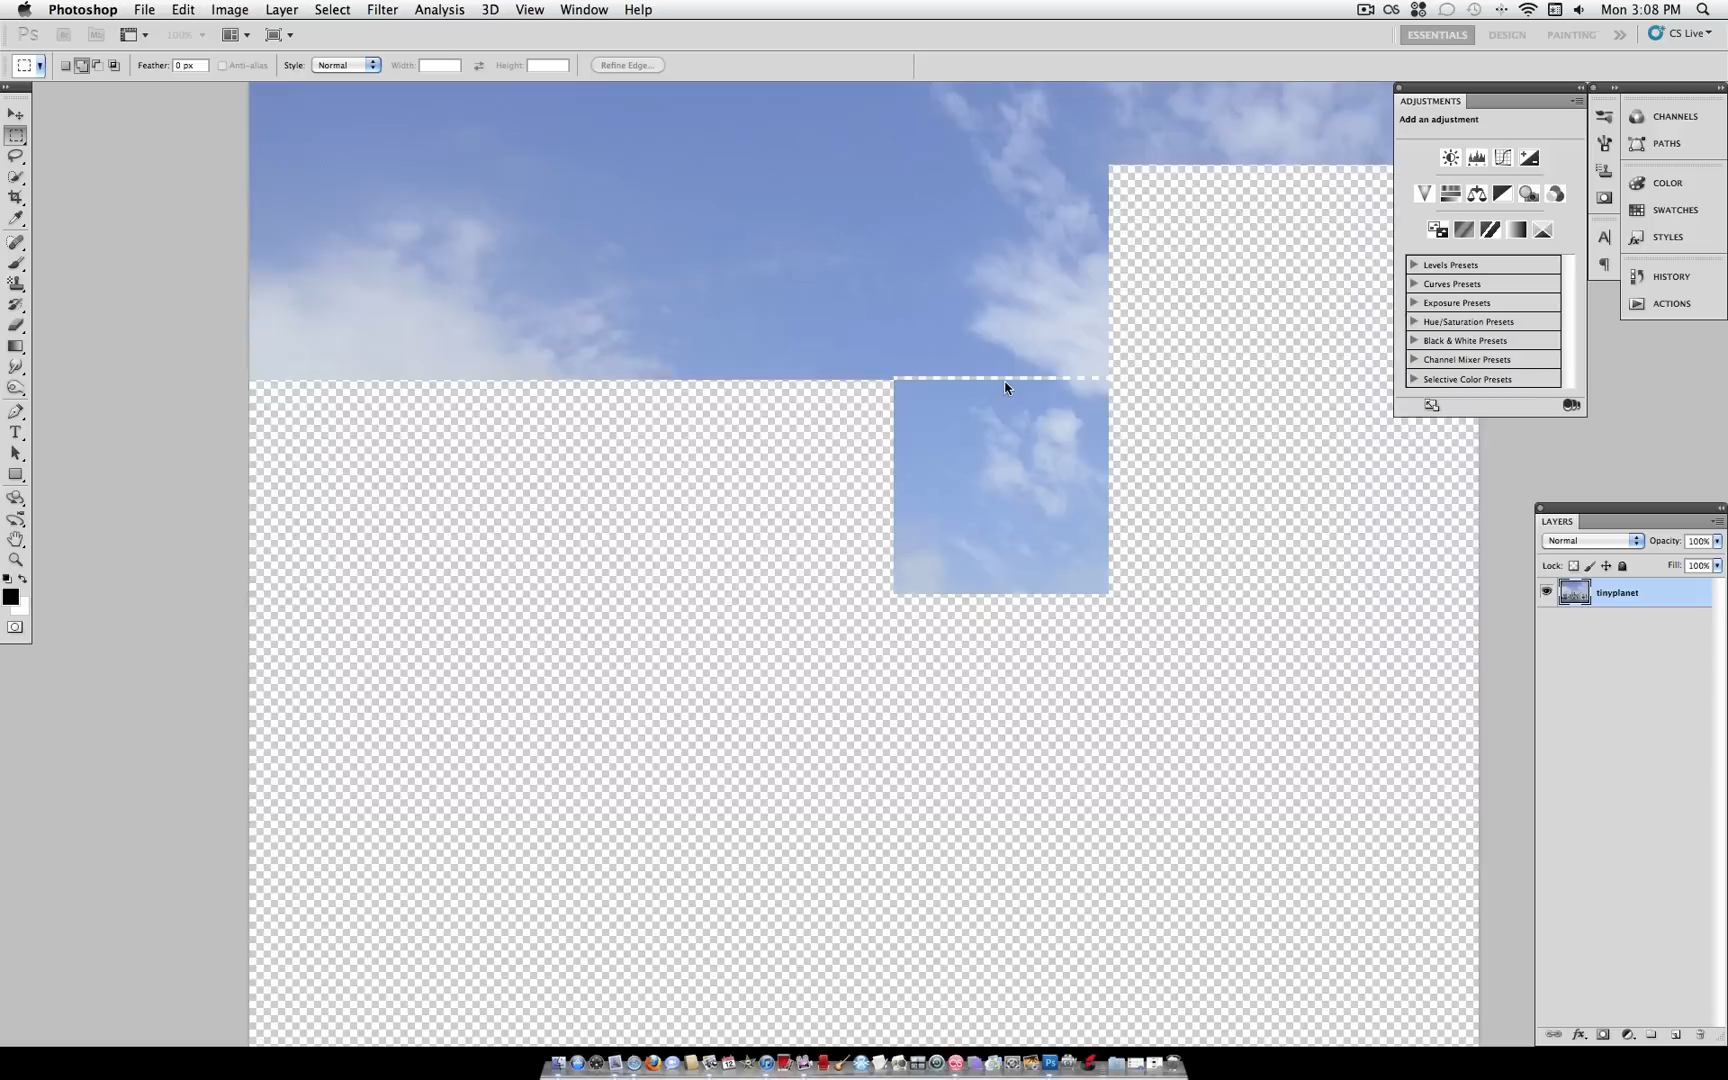 Photoshop File Edit Image Layer Select Filter Analysis 3D View Window Help Mon 3:08 PM
Ps Br Mb 100% ESSENTIALS DESIGN PAINTING CS Live
Feather: 0 px Anti-alias Style: Normal Width: Height: Refine Edge...
ADJUSTMENTS
Add an adjustment
Levels Presets
Curves Presets
Exposure Presets
Hue/Saturation Presets
Black & White Presets
Channel Mixer Presets
Selective Color Presets
CHANNELS
PATHS
COLOR
SWATCHES
STYLES
HISTORY
ACTIONS
LAYERS
Normal Opacity: 100%
Lock: Fill: 100%
tinyplanet